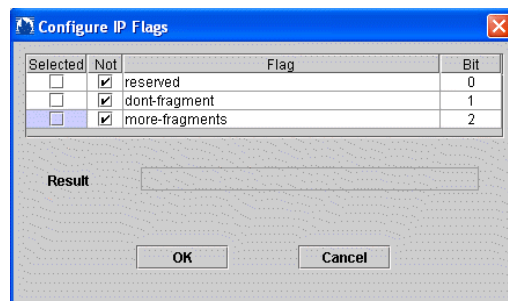 Configure IP Flags
Selected Not Flag Bit
reserved 0
dont-fragment 1
more-fragments 2
Result
OK Cancel